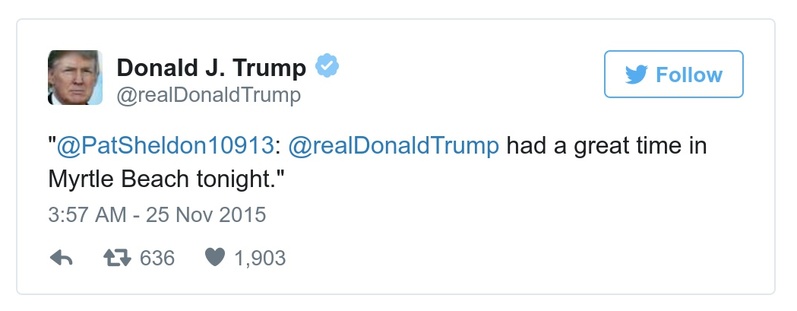 Donald J. Trump
@realDonaldTrump
Follow
"@PatSheldon10913: @realDonaldTrump had a great time in
Myrtle Beach tonight."
3:57 AM - 25 Nov 2015
636 1,903